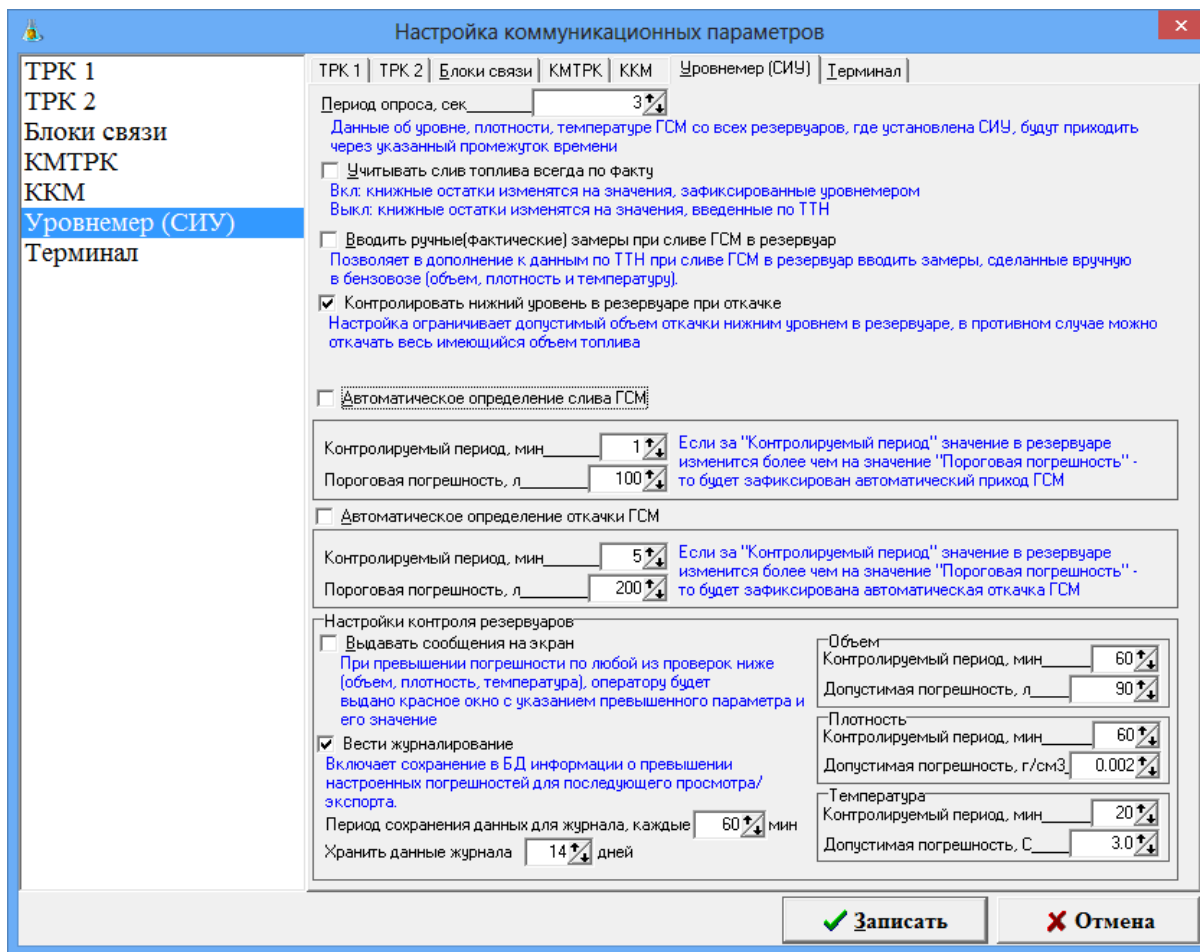 Настройка коммуникационных параметров
ТРК 1
ТРК 2
Блоки связи
КМТРК
ККМ
Уровнемер (СИУ)
Терминал
ТРК 1 ТРК 2 Блоки связи КМТРК ККМ Уровнемер (СИУ) Терминал
Период опроса, сек 3
Данные об уровне, плотности, температуре ГСМ со всех резервуаров, где установлена СИУ, будут приходить
через указанный промежуток времени
Учитывать слив топлива всегда по факту
Вкл: книжные остатки изменятся на значения, зафиксированные уровнемером
Выкл: книжные остатки изменятся на значения, введенные по ТТН
Вводить ручные(фактические) замеры при сливе ГСМ в резервуар
Позволяет в дополнение к данным по ТТН при сливе ГСМ в резервуар вводить замеры, сделанные вручную
в бензовозе (объем, плотность и температуру).
Контролировать нижний уровень в резервуаре при откачке
Настройка ограничивает допустимый объем откачки нижним уровнем в резервуаре, в противном случае можно
откачать весь имеющийся объем топлива
Автоматическое определение слива ГСМ
Контролируемый период, мин 1
Пороговая погрешность, л 100
Если за "Контролируемый период" значение в резервуаре
изменится более чем на значение "Пороговая погрешность" -
то будет зафиксирован автоматический приход ГСМ
Автоматическое определение откачки ГСМ
Контролируемый период, мин 5
Пороговая погрешность, л 200
Если за "Контролируемый период" значение в резервуаре
изменится более чем на значение "Пороговая погрешность" -
то будет зафиксирована автоматическая откачка ГСМ
Настройки контроля резервуаров
Выдавать сообщения на экран
При превышении погрешности по любой из проверок ниже
(объем, плотность, температура), оператору будет
выдано красное окно с указанием превышенного параметра и
его значение
Вести журналирование
Включает сохранение в БД информации о превышении
настроенных погрешностей для последующего просмотра/
экспорта.
Период сохранения данных для журнала, каждые 60 мин
Хранить данные журнала 14 дней
Объем
Контролируемый период, мин 60
Допустимая погрешность, л 90
Плотность
Контролируемый период, мин 60
Допустимая погрешность, г/см3 0.002
Температура
Контролируемый период, мин 20
Допустимая погрешность, С 3.0
Записать
Отмена